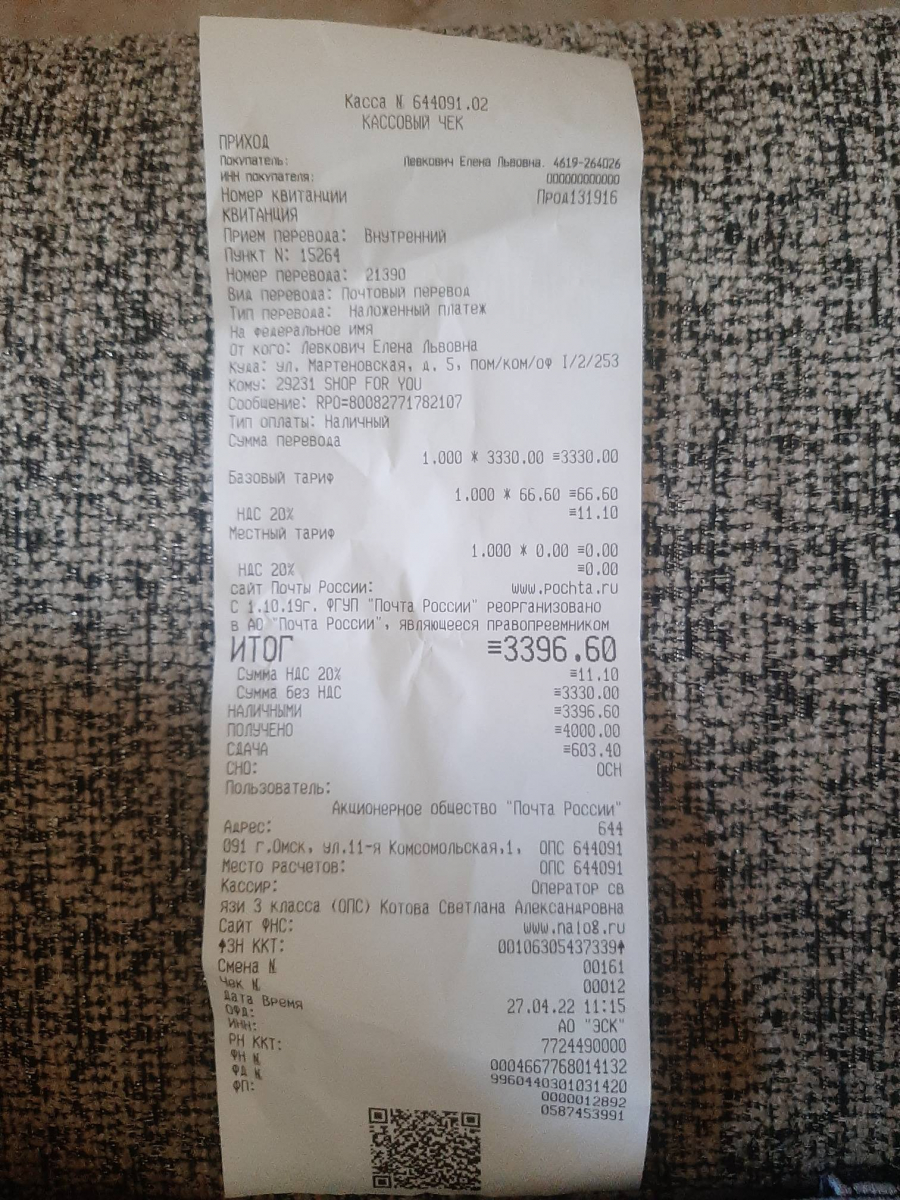 Касса N 644091.02
КАССОВЫЙ ЧЕК
ПРИХОД
Покупатель: Левкович Елена Львовна. 4619-264026
ИНН покупателя: 000000000000
Номер квитанции Прод131916
КВИТАНЦИЯ
Прием перевода: Внутренний
Пункт N: 15264
Номер перевода: 21390
Вид перевода: Почтовый перевод
Тип перевода: Наложенный платеж
На федеральное имя
От кого: Левкович Елена Львовна
Куда: ул. Мартеновская, д. 5, пом/ком/оф I/2/253
Кому: 29231 SHOP FOR YOU
Сообщение: RPO=80082771782107
Тип оплаты: Наличный
Сумма перевода
1.000 * 3330.00 ≡3330.00
Базовый тариф
1.000 * 66.60 ≡66.60
НДС 20% ≡11.10
Местный тариф
1.000 * 0.00 ≡0.00
НДС 20% ≡0.00
сайт Почты России: www.pochta.ru
С 1.10.19г. ФГУП "Почта России" реорганизовано
в АО "Почта России", являющееся правопреемником
ИТОГ ≡3396.60
Сумма НДС 20% ≡11.10
Сумма без НДС ≡3330.00
НАЛИЧНЫМИ ≡3396.60
ПОЛУЧЕНО ≡4000.00
СДАЧА ≡603.40
СНО: ОСН
Пользователь:
Акционерное общество "Почта России"
Адрес: 644
091 г.Омск, ул.11-я Комсомольская,1, ОПС 644091
Место расчетов: ОПС 644091
Кассир: Оператор св
язи 3 класса (ОПС) Котова Светлана Александровна
Сайт ФНС: www.nalog.ru
↑ЗН ККТ: 00106305437339↑
Смена N 00161
Чек N 00012
Дата Время 27.04.22 11:15
ОФД: АО "ЭСК"
ИНН: 7724490000
РН ККТ: 0004667768014132
ФН N 9960440301031420
ФД N 0000012892
ФП: 0587453991